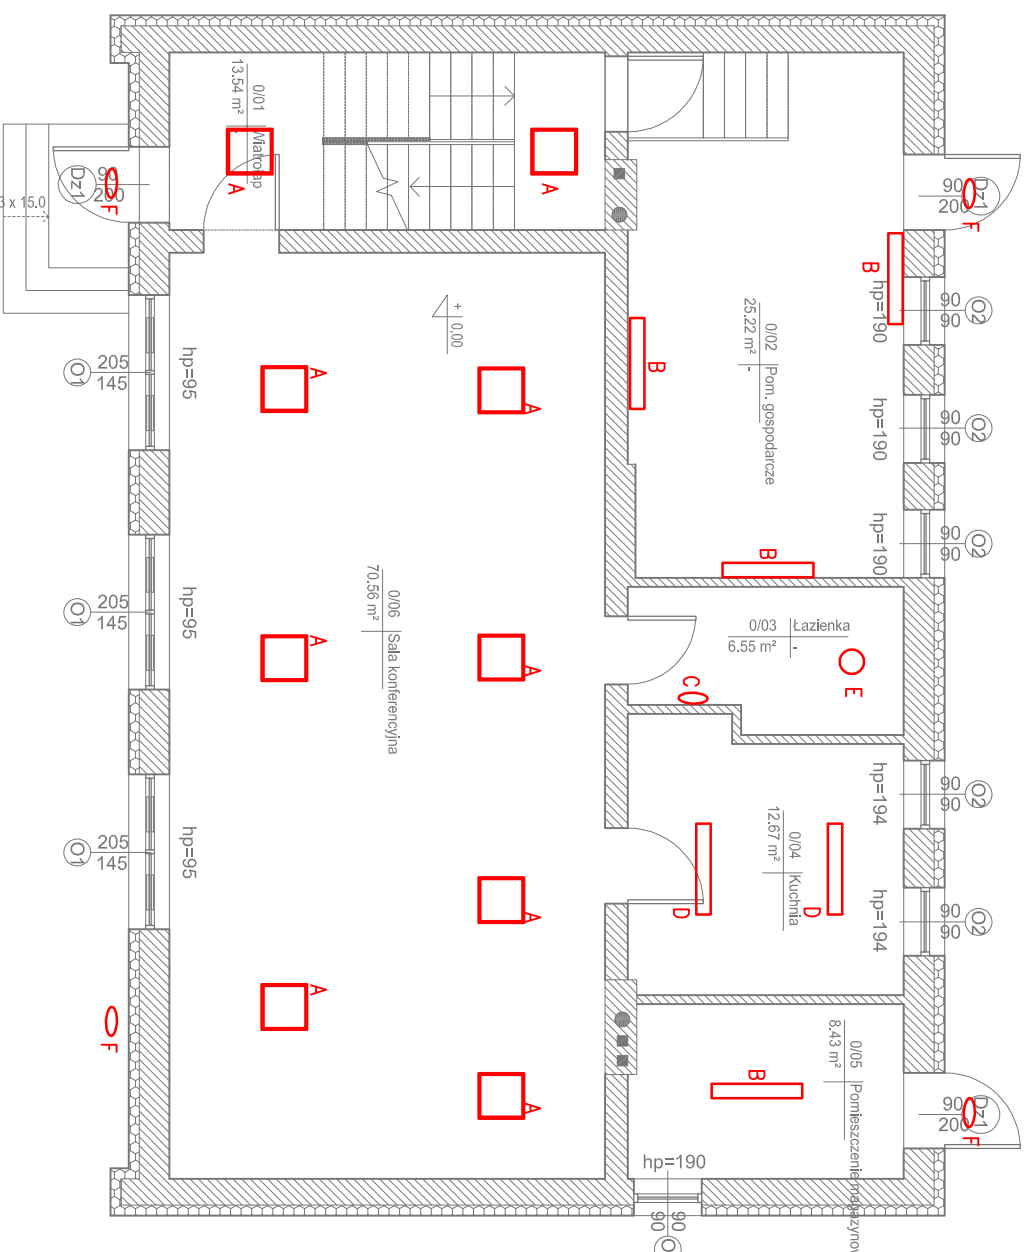 0/01 Wiatrołap
13.54 m²
A
A
90
200
Dz1
F
3 x 15.0
90
200
Dz1
F
B
hp=190
90
90
O2
0/02 Pom. gospodarcze
25.22 m² -
B
hp=190
90
90
O2
hp=190
90
90
O2
B
+
0,00
hp=95
205
145
O1
A
A
0/06 Sala konferencyjna
70.56 m²
hp=95
205
145
O1
A
A
0/03 Łazienka
6.55 m² -
C
E
hp=95
205
145
O1
A
A
A
0/04 Kuchnia
12.67 m²
D
D
hp=194
90
90
O2
hp=194
90
90
O2
0/05
8.43 m²
B
90
200
Dz1
F
F
hp=190
90
90